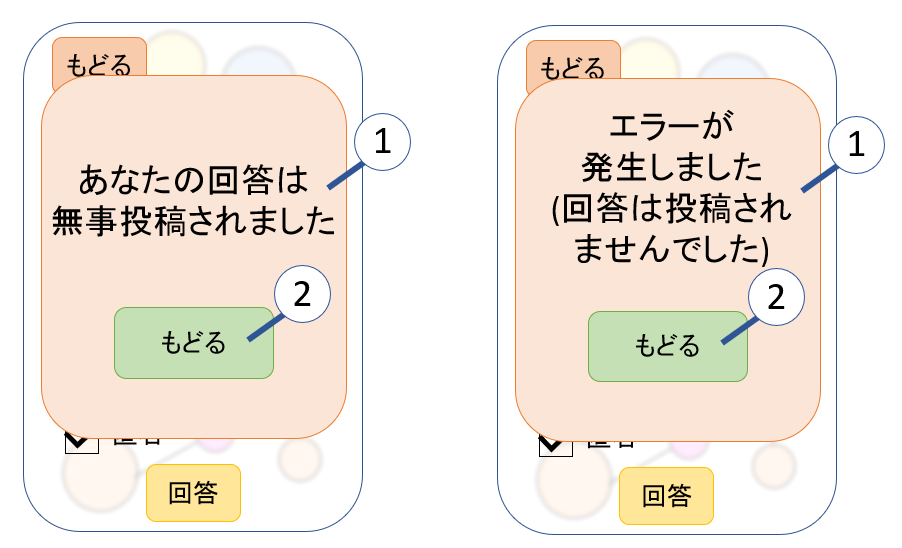 もどる
あなたの回答は
無事投稿されました
1
2
もどる
回答
もどる
エラーが
発生しました
(回答は投稿され
ませんでした)
1
2
もどる
回答